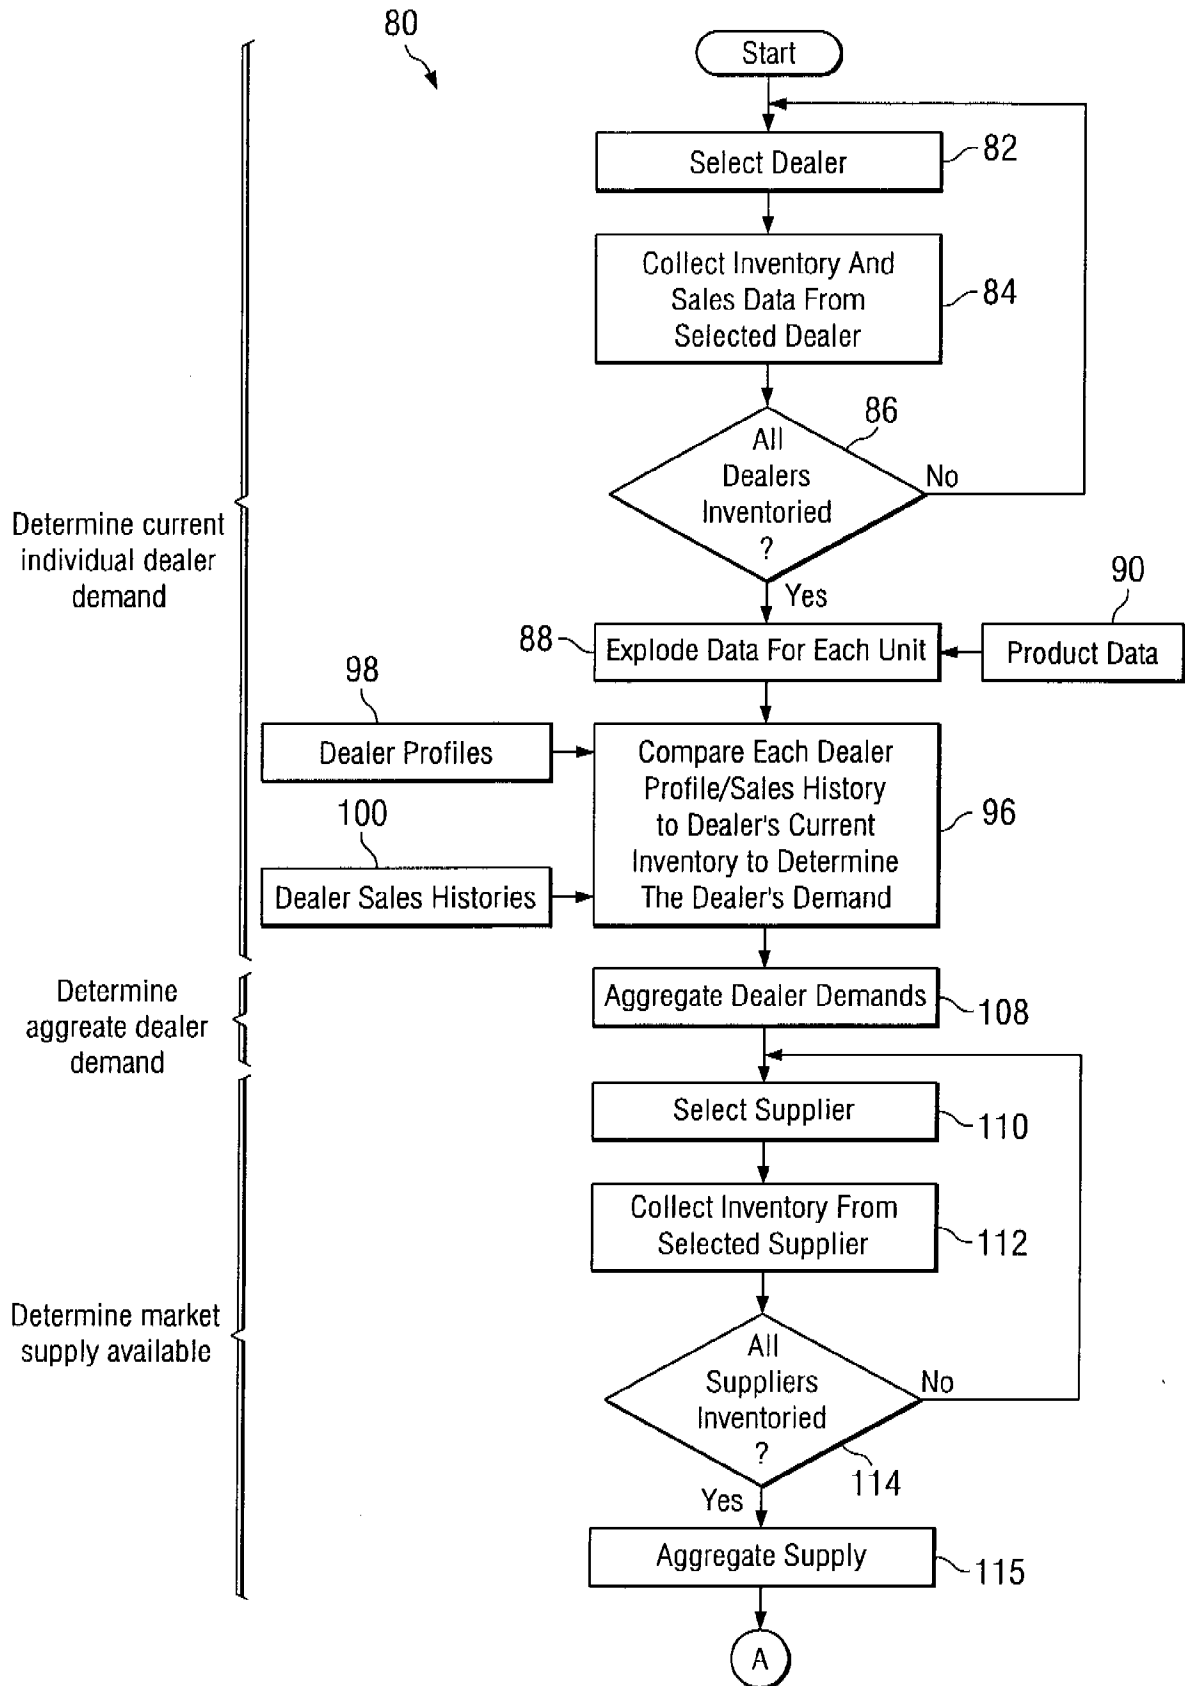 80
Start
Select Dealer
82
Collect Inventory And
Sales Data From
Selected Dealer
84
All
Dealers
Inventoried
?
86
No
Yes
Determine current
individual dealer
demand
88
Explode Data For Each Unit
90
Product Data
98
Dealer Profiles
100
Dealer Sales Histories
Compare Each Dealer
Profile/Sales History
to Dealer's Current
Inventory to Determine
The Dealer's Demand
96
Determine
aggreate dealer
demand
Aggregate Dealer Demands
108
Select Supplier
110
Collect Inventory From
Selected Supplier
112
Determine market
supply available
All
Suppliers
Inventoried
?
No
114
Yes
Aggregate Supply
115
A